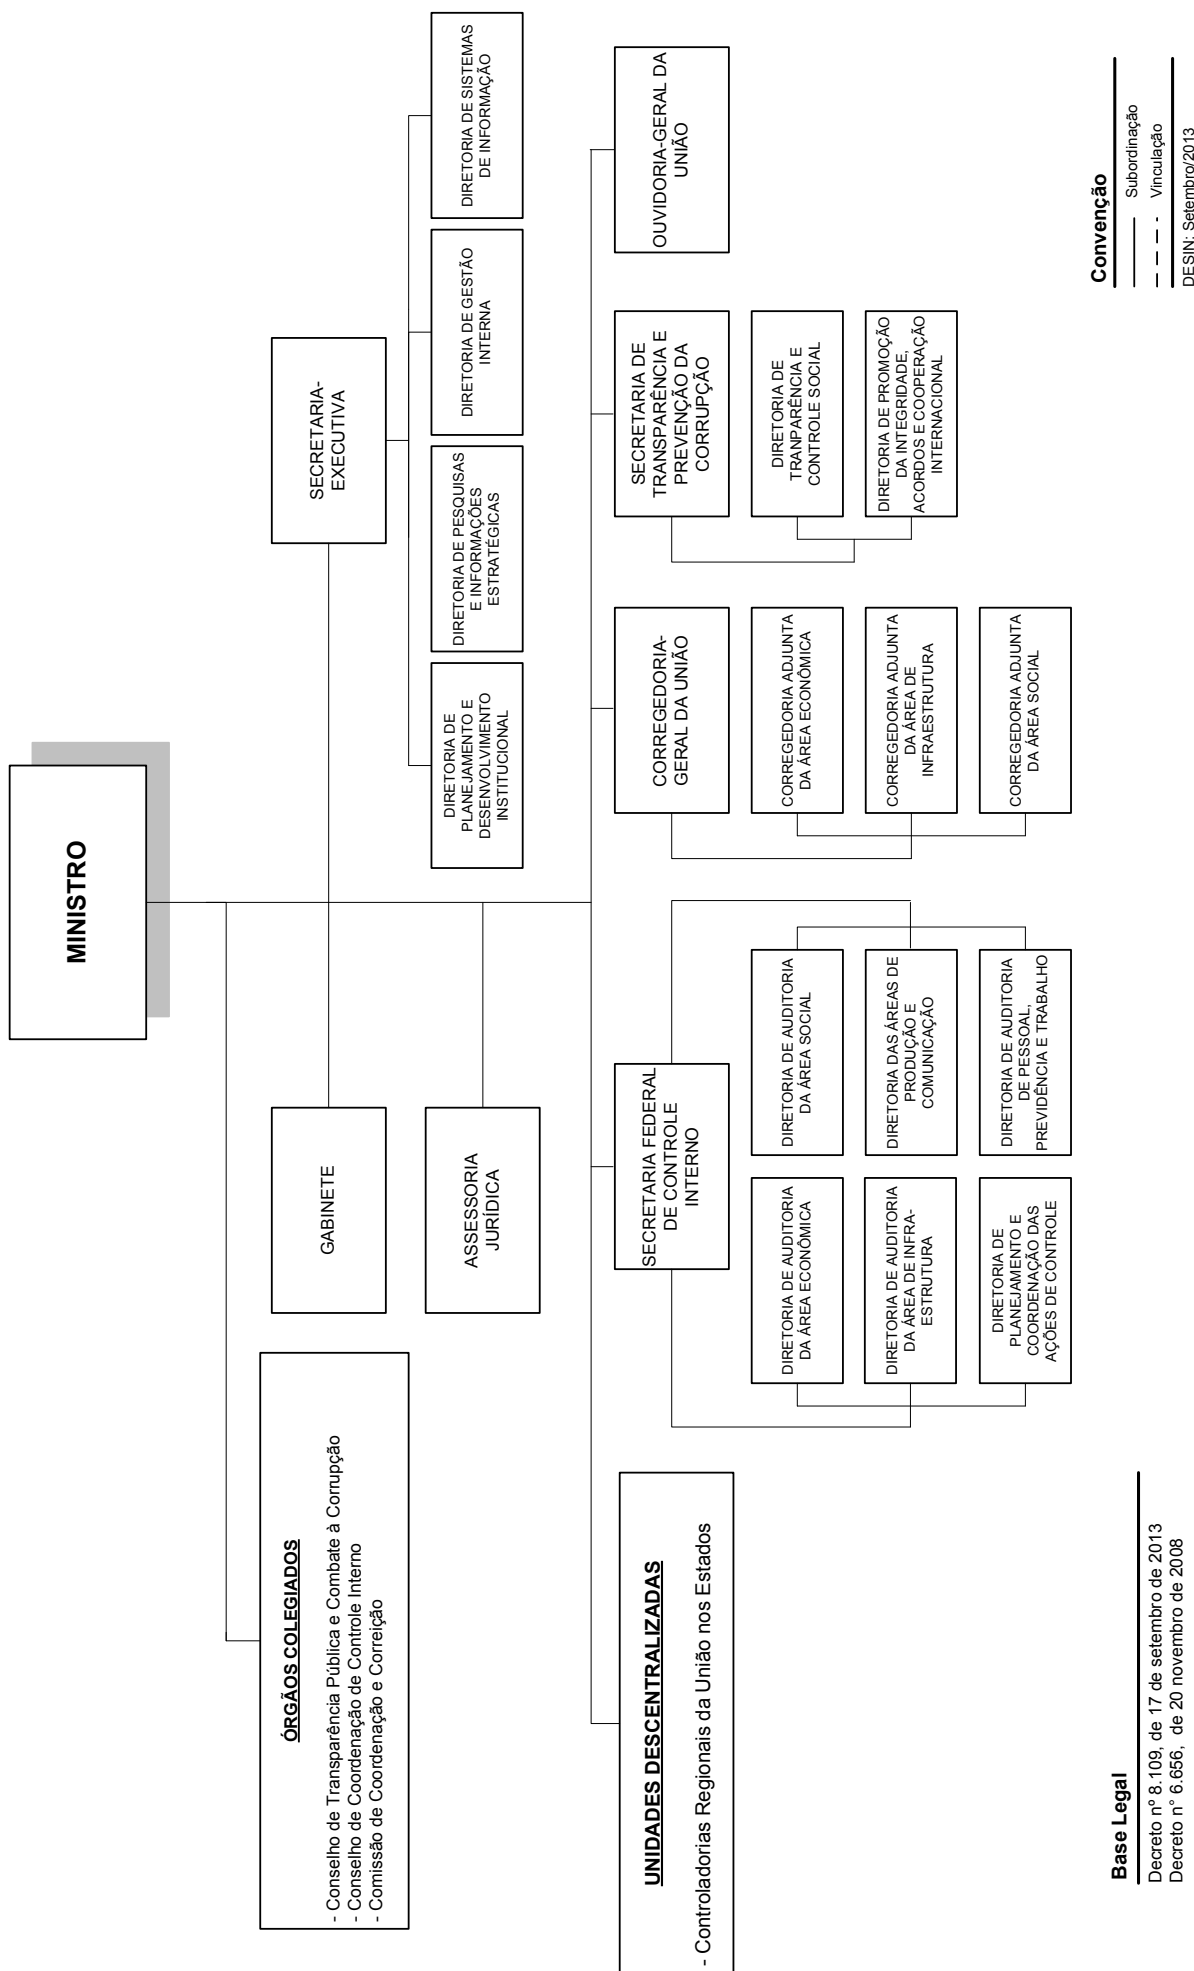 MINISTRO
ÓRGÃOS COLEGIADOS
- Conselho de Transparência Pública e Combate à Corrupção
- Conselho de Coordenação de Controle Interno
- Comissão de Coordenação e Correição
GABINETE
SECRETARIA-
EXECUTIVA
ASSESSORIA
JURÍDICA
DIRETORIA DE
PLANEJAMENTO E
DESENVOLVIMENTO
INSTITUCIONAL
DIRETORIA DE PESQUISAS
E INFORMAÇÕES
ESTRATÉGICAS
DIRETORIA DE GESTÃO
INTERNA
DIRETORIA DE SISTEMAS
DE INFORMAÇÃO
UNIDADES DESCENTRALIZADAS
- Controladorias Regionais da União nos Estados
SECRETARIA FEDERAL
DE CONTROLE
INTERNO
DIRETORIA DE AUDITORIA
DA ÁREA ECONÔMICA
DIRETORIA DE AUDITORIA
DA ÁREA SOCIAL
DIRETORIA DE AUDITORIA
DA ÁREA DE INFRA-
ESTRUTURA
DIRETORIA DAS ÁREAS DE
PRODUÇÃO E
COMUNICAÇÃO
DIRETORIA DE
PLANEJAMENTO E
COORDENAÇÃO DAS
AÇÕES DE CONTROLE
DIRETORIA DE AUDITORIA
DE PESSOAL,
PREVIDÊNCIA E TRABALHO
CORREGEDORIA-
GERAL DA UNIÃO
CORREGEDORIA ADJUNTA
DA ÁREA ECONÔMICA
CORREGEDORIA ADJUNTA
DA ÁREA DE
INFRAESTRUTURA
CORREGEDORIA ADJUNTA
DA ÁREA SOCIAL
SECRETARIA DE
TRANSPARÊNCIA E
PREVENÇÃO DA
CORRUPÇÃO
DIRETORIA DE
TRANPARÊNCIA E
CONTROLE SOCIAL
DIRETORIA DE PROMOÇÃO
DA INTEGRIDADE,
ACORDOS E COOPERAÇÃO
INTERNACIONAL
OUVIDORIA-GERAL DA
UNIÃO
Base Legal
Decreto nº 8.109, de 17 de setembro de 2013
Decreto n° 6.656, de 20 novembro de 2008
Convenção
Subordinação
Vinculação
DESIN: Setembro/2013